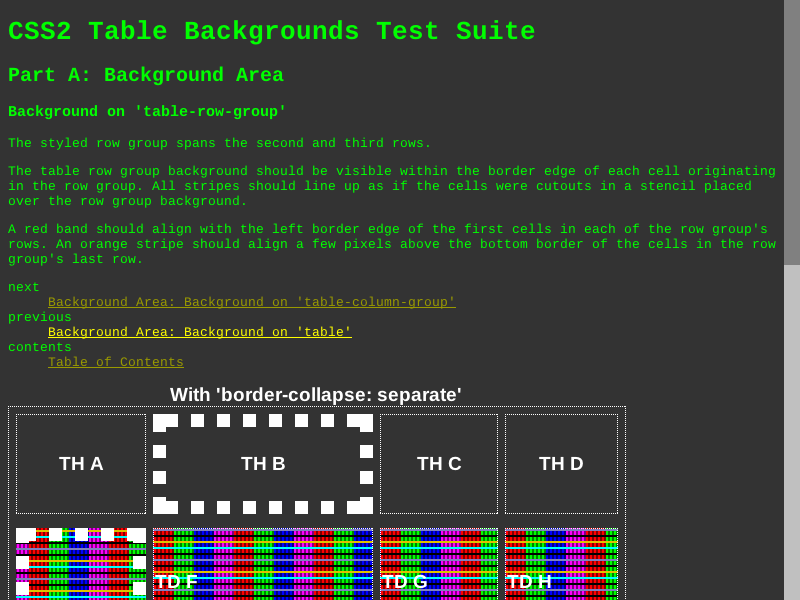 CSS2 Table Backgrounds Test Suite
Part A: Background Area
Background on 'table-row-group'
The styled row group spans the second and third rows.
The table row group background should be visible within the border edge of each cell originating
in the row group. All stripes should line up as if the cells were cutouts in a stencil placed
over the row group background.
A red band should align with the left border edge of the first cells in each of the row group's
rows. An orange stripe should align a few pixels above the bottom border of the cells in the row
group's last row.
next
Background Area: Background on 'table-column-group'
previous
Background Area: Background on 'table'
contents
Table of Contents
With 'border-collapse: separate'
TH A TH B TH C TH D
TD F TD G TD H